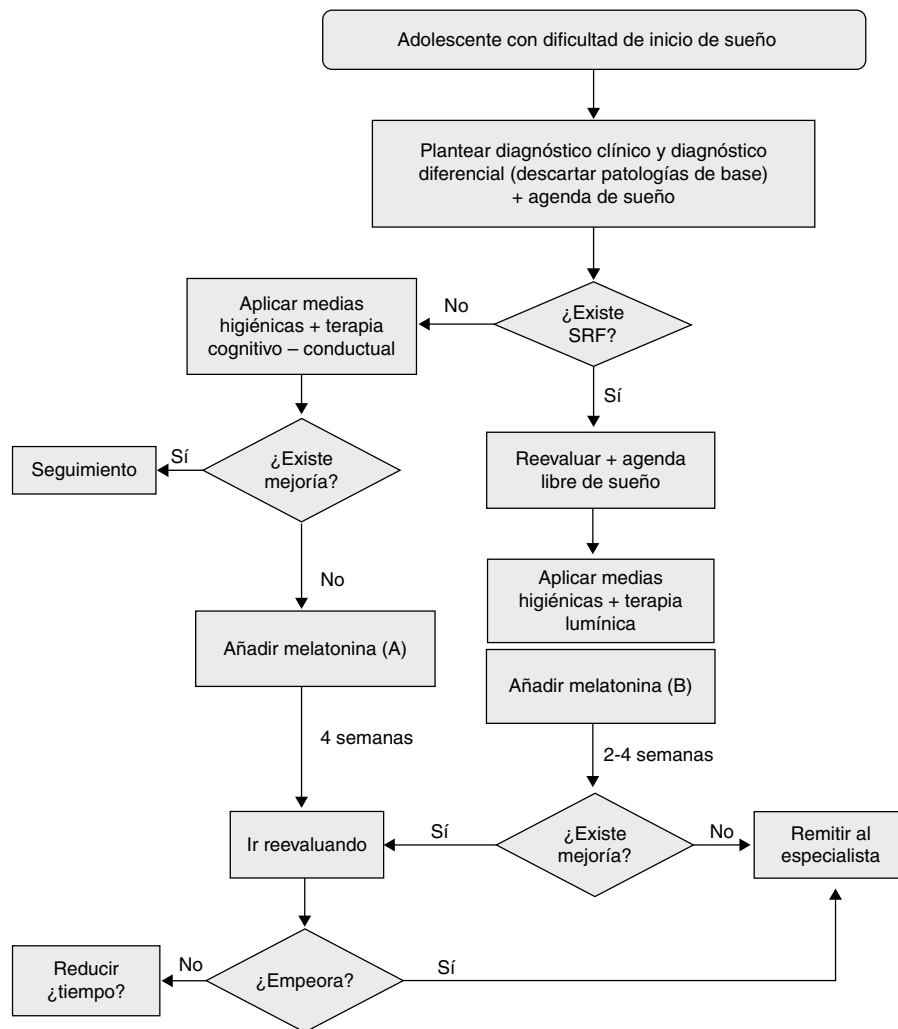 Adolescente con dificultad de inicio de sueño
Plantear diagnóstico clínico y diagnóstico
diferencial (descartar patologías de base)
+ agenda de sueño
¿Existe
SRF?
No
Sí
Aplicar medias
higiénicas + terapia
cognitivo – conductual
¿Existe
mejoría?
Sí
Seguimiento
No
Añadir melatonina (A)
4 semanas
Reevaluar + agenda
libre de sueño
Aplicar medias
higiénicas + terapia
lumínica
Añadir melatonina (B)
2-4 semanas
¿Existe
mejoría?
Sí
No
Ir reevaluando
Remitir al
especialista
¿Empeora?
No
Sí
Reducir
¿tiempo?